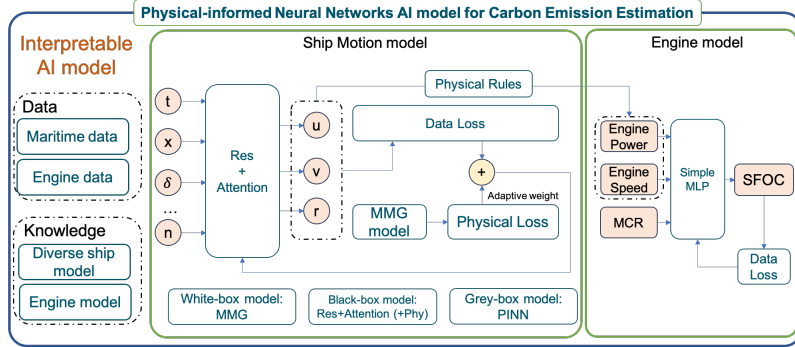 Physical-informed Neural Networks AI model for Carbon Emission Estimation
Interpretable
AI model
Data
Maritime data
Engine data
Knowledge
Diverse ship
model
Engine model
Ship Motion model
t
x
δ
...
n
Res
+
Attention
u
v
r
Physical Rules
Data Loss
+
Adaptive weight
MMG
model
Physical Loss
White-box model:
MMG
Black-box model:
Res+Attention (+Phy)
Grey-box model:
PINN
Engine model
Engine
Power
Engine
Speed
MCR
Simple
MLP
SFOC
Data
Loss